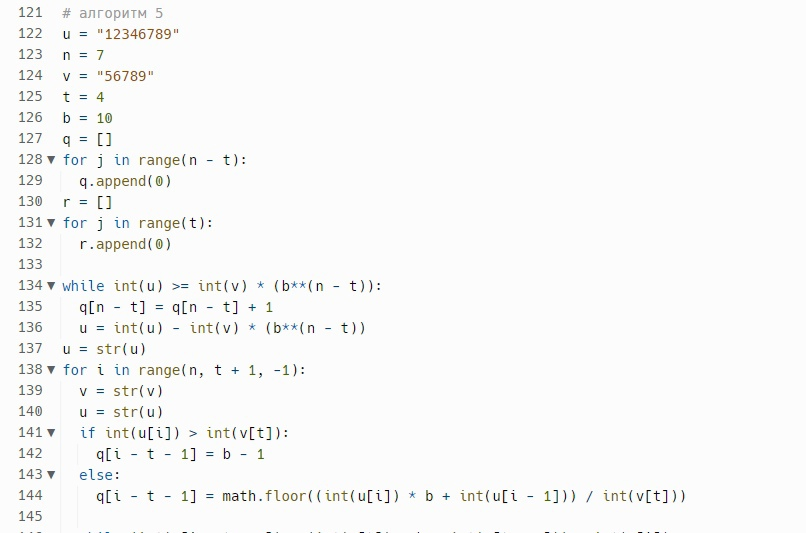 121 # алгоритм 5
122 u = "12346789"
123 n = 7
124 v = "56789"
125 t = 4
126 b = 10
127 q = []
128 for j in range(n - t):
129 q.append(0)
130 r = []
131 for j in range(t):
132 r.append(0)
133
134 while int(u) >= int(v) * (b**(n - t)):
135 q[n - t] = q[n - t] + 1
136 u = int(u) - int(v) * (b**(n - t))
137 u = str(u)
138 for i in range(n, t + 1, -1):
139 v = str(v)
140 u = str(u)
141 if int(u[i]) > int(v[t]):
142 q[i - t - 1] = b - 1
143 else:
144 q[i - t - 1] = math.floor((int(u[i]) * b + int(u[i - 1])) / int(v[t]))
145